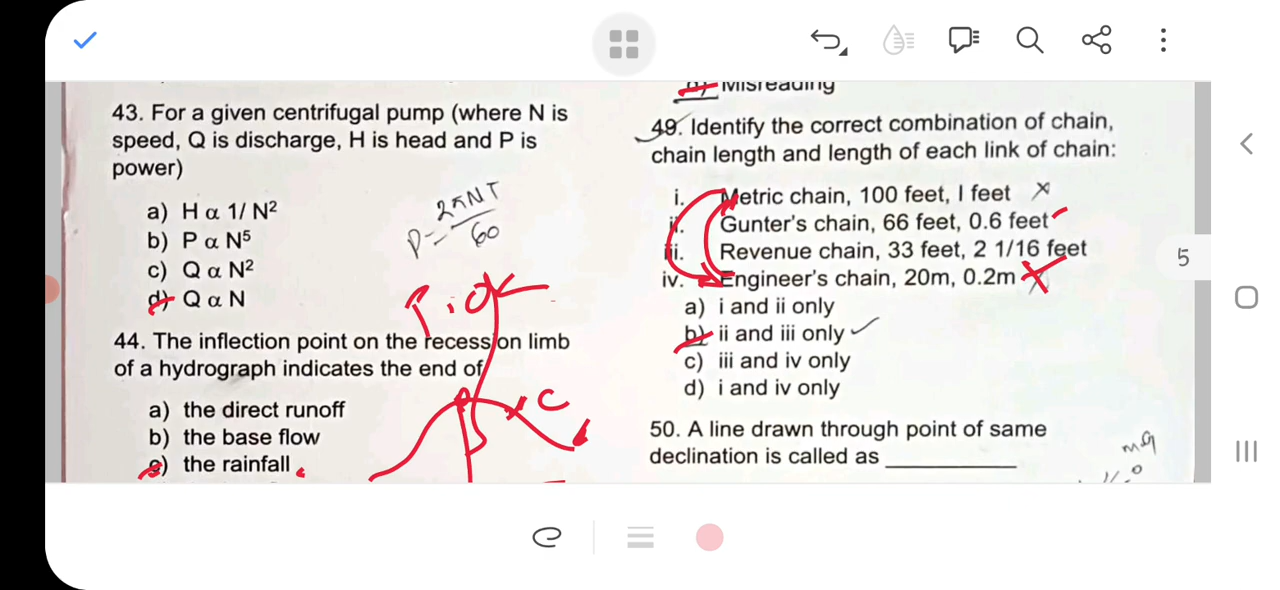 43. For a given centrifugal pump (where N is
speed, Q is discharge, H is head and P is
power)
a) H α 1/ N²
b) P α N⁵
c) Q α N²
d) Q α N
P = 2πNT
60
44. The inflection point on the recession limb
of a hydrograph indicates the end of
a) the direct runoff
b) the base flow
c) the rainfall
C
Misreading
49. Identify the correct combination of chain,
chain length and length of each link of chain:
i. Metric chain, 100 feet, I feet
ii. Gunter's chain, 66 feet, 0.6 feet
iii. Revenue chain, 33 feet, 2 1/16 feet
iv. Engineer's chain, 20m, 0.2m
a) i and ii only
b) ii and iii only
c) iii and iv only
d) i and iv only
50. A line drawn through point of same
declination is called as
5